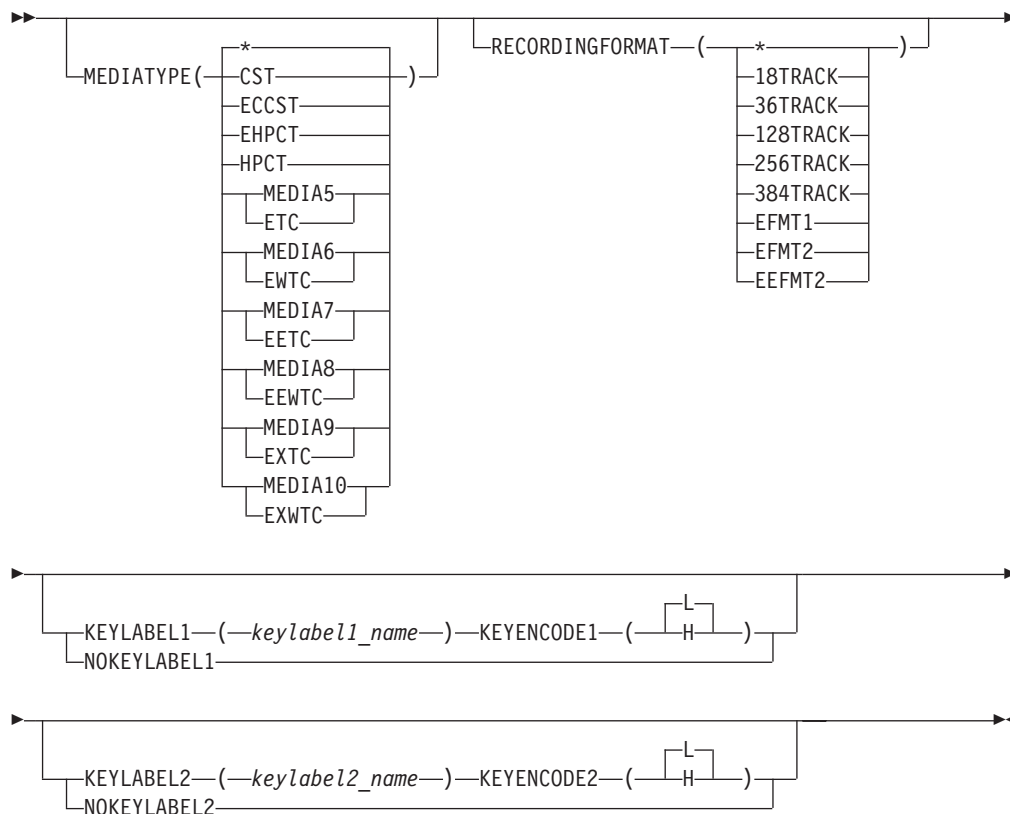 *
RECORDINGFORMAT ( * )
MEDIATYPE( CST )
18TRACK
ECCST
36TRACK
EHPCT
128TRACK
HPCT
256TRACK
MEDIA5
384TRACK
ETC
EFMT1
MEDIA6
EFMT2
EWTC
EEFMT2
MEDIA7
EETC
MEDIA8
EEWTC
MEDIA9
EXTC
MEDIA10
EXWTC
L
KEYLABEL1 ( keylabel1_name ) KEYENCODE1 ( H )
NOKEYLABEL1
L
KEYLABEL2 ( keylabel2_name ) KEYENCODE2 ( H )
NOKEYLABEL2